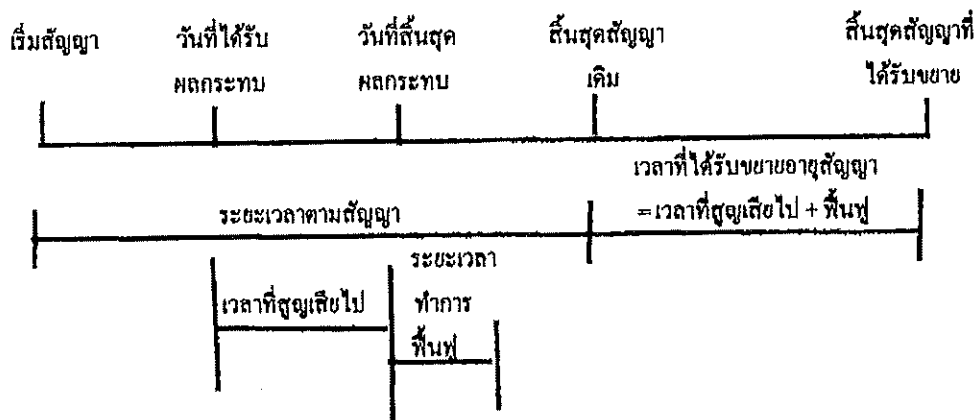 เริ่มสัญญา
วันที่ได้รับ
ผลกระทบ
วันที่สิ้นสุด
ผลกระทบ
สิ้นสุดสัญญา
เดิม
สิ้นสุดสัญญาที่
ได้รับขยาย
เวลาที่ได้รับขยายอายุสัญญา
=เวลาที่สูญเสียไป + ฟื้นฟู
ระยะเวลาตามสัญญา
เวลาที่สูญเสียไป
ระยะเวลา
ทำการ
ฟื้นฟู